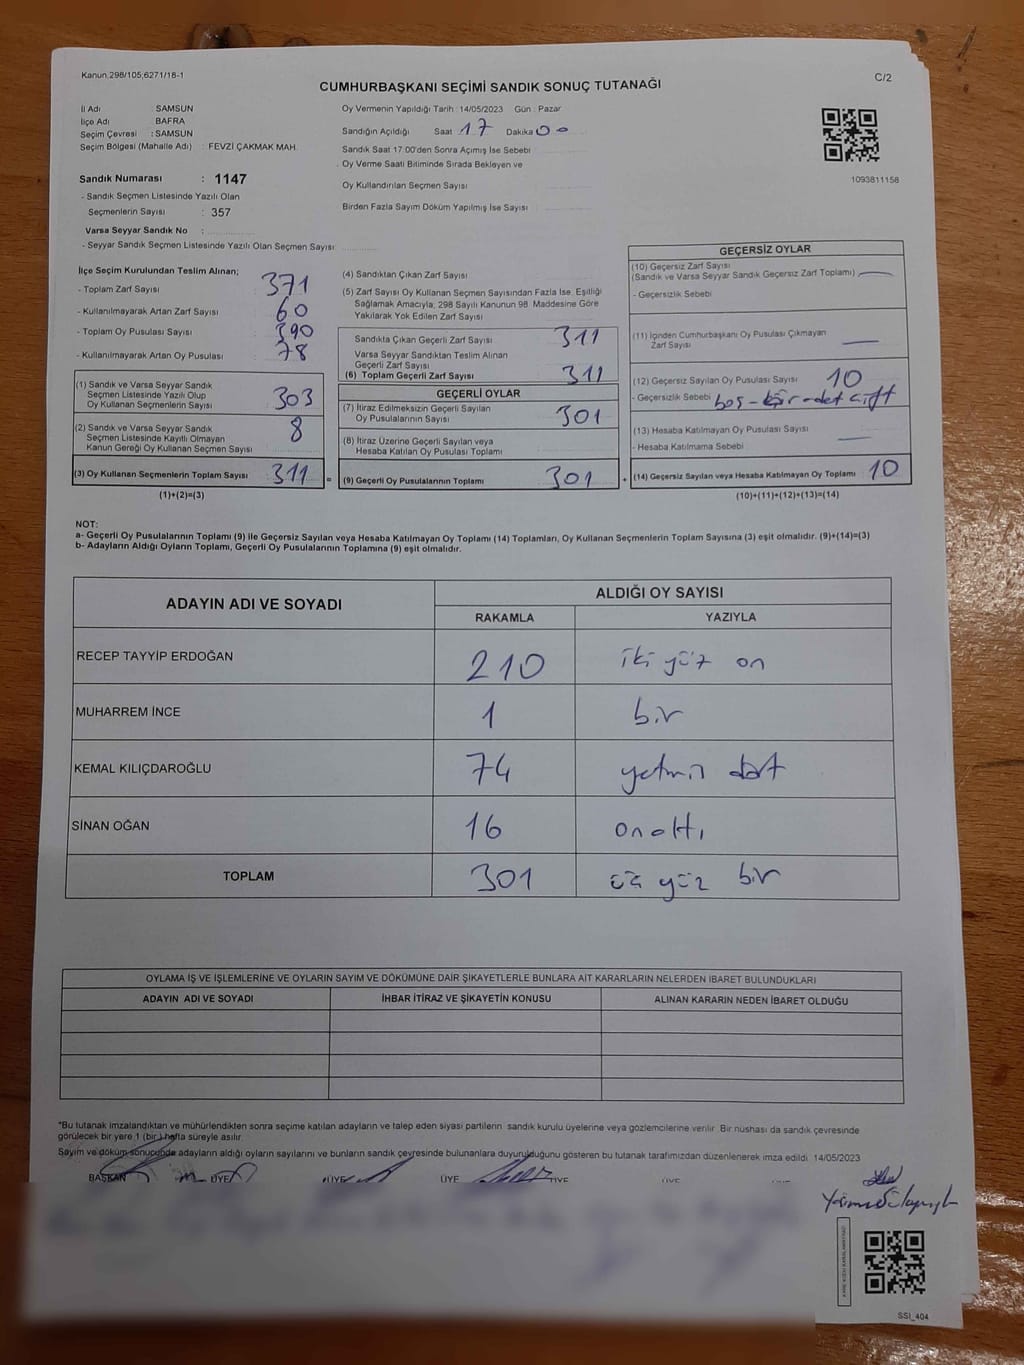 Kanun,298/105,6271/18-1
C/2
CUMHURBAŞKANI SEÇİMİ SANDIK SONUÇ TUTANAĞI
İl Adı : SAMSUN
İlçe Adı : BAFRA
Seçim Çevresi : SAMSUN
Seçim Bölgesi (Mahalle Adı) : FEVZİ ÇAKMAK MAH.
Oy Vermenin Yapıldığı Tarih : 14/05/2023 Gün : Pazar
Sandığın Açıldığı Saat 17 Dakika 00
Sandık Saat 17:00'den Sonra Açımış İse Sebebi
Oy Verme Saati Bitiminde Sırada Bekleyen ve
Oy Kullandırılan Seçmen Sayısı
Birden Fazla Sayım Döküm Yapılmış İse Sayısı
1093811158
Sandık Numarası : 1147
- Sandık Seçmen Listesinde Yazılı Olan
Seçmenlerin Sayısı : 357
Varsa Seyyar Sandık No :
- Seyyar Sandık Seçmen Listesinde Yazılı Olan Seçmen Sayısı
İlçe Seçim Kurulundan Teslim Alınan;
- Toplam Zarf Sayısı 371
- Kullanılmayarak Artan Zarf Sayısı 60
- Toplam Oy Pusulası Sayısı 390
- Kullanılmayarak Artan Oy Pusulası 78
(1) Sandık ve Varsa Seyyar Sandık
Seçmen Listesinde Yazılı Olup
Oy Kullanan Seçmenlerin Sayısı 303
(2) Sandık ve Varsa Seyyar Sandık
Seçmen Listesinde Kayıtlı Olmayan
Kanun Gereği Oy Kullanan Seçmen Sayısı 8
(3) Oy Kullanan Seçmenlerin Toplam Sayısı 311
(1)+(2)=(3)
(4) Sandıktan Çıkan Zarf Sayısı
(5) Zarf Sayısı Oy Kullanan Seçmen Sayısından Fazla İse, Eşitliği
Sağlamak Amacıyla, 298 Sayılı Kanunun 98. Maddesine Göre
Yakılarak Yok Edilen Zarf Sayısı
Sandıkta Çıkan Geçerli Zarf Sayısı 311
Varsa Seyyar Sandıktan Teslim Alınan
Geçerli Zarf Sayısı
(6) Toplam Geçerli Zarf Sayısı 311
GEÇERLİ OYLAR
(7) İtiraz Edilmeksizin Geçerli Sayılan
Oy Pusulalarının Sayısı 301
(8) İtiraz Üzerine Geçerli Sayılan veya
Hesaba Katılan Oy Pusulası Toplamı
= (9) Geçerli Oy Pusulalarının Toplamı 301 +
GEÇERSİZ OYLAR
(10) Geçersiz Zarf Sayısı
(Sandık ve Varsa Seyyar Sandık Geçersiz Zarf Toplamı)
- Geçersizlik Sebebi
(11) İçinden Cumhurbaşkanı Oy Pusulası Çıkmayan
Zarf Sayısı
(12) Geçersiz Sayılan Oy Pusulası Sayısı 10
- Geçersizlik Sebebi boş - bir adet çift
(13) Hesaba Katılmayan Oy Pusulası Sayısı
- Hesaba Katılmama Sebebi
(14) Geçersiz Sayılan veya Hesaba Katılmayan Oy Toplamı 10
(10)+(11)+(12)+(13)=(14)
NOT:
a- Geçerli Oy Pusulalarının Toplamı (9) ile Geçersiz Sayılan veya Hesaba Katılmayan Oy Toplamı (14) Toplamları, Oy Kullanan Seçmenlerin Toplam Sayısına (3) eşit olmalıdır. (9)+(14)=(3)
b- Adayların Aldığı Oyların Toplamı, Geçerli Oy Pusulalarının Toplamına (9) eşit olmalıdır.
ADAYIN ADI VE SOYADI ALDIĞI OY SAYISI
RAKAMLA YAZIYLA
RECEP TAYYİP ERDOĞAN 210 iki yüz on
MUHARREM İNCE 1 bir
KEMAL KILIÇDAROĞLU 74 yetmiş dört
SİNAN OĞAN 16 onaltı
TOPLAM 301 üç yüz bir
OYLAMA İŞ VE İŞLEMLERİNE VE OYLARIN SAYIM VE DÖKÜMÜNE DAİR ŞİKAYETLERLE BUNLARA AİT KARARLARIN NELERDEN İBARET BULUNDUKLARI
ADAYIN ADI VE SOYADI İHBAR İTİRAZ VE ŞİKAYETİN KONUSU ALINAN KARARIN NEDEN İBARET OLDUĞU
*Bu tutanak imzalandıktan ve mühürlendikten sonra seçime katılan adayların ve talep eden siyasi partilerin sandık kurulu üyelerine veya gözlemcilerine verilir. Bir nüshası da sandık çevresinde
görülecek bir yere 1 (bir ) hafta süreyle asılır.
Sayım ve döküm sonucunda adayların aldığı oyların sayılarını ve bunların sandık çevresinde bulunanlara duyurulduğunu gösteren bu tutanak tarafımızdan düzenlenerek imza edildi. 14/05/2023
BAŞKAN ÜYE ÜYE ÜYE ÜYE ÜYE
SSİ_404